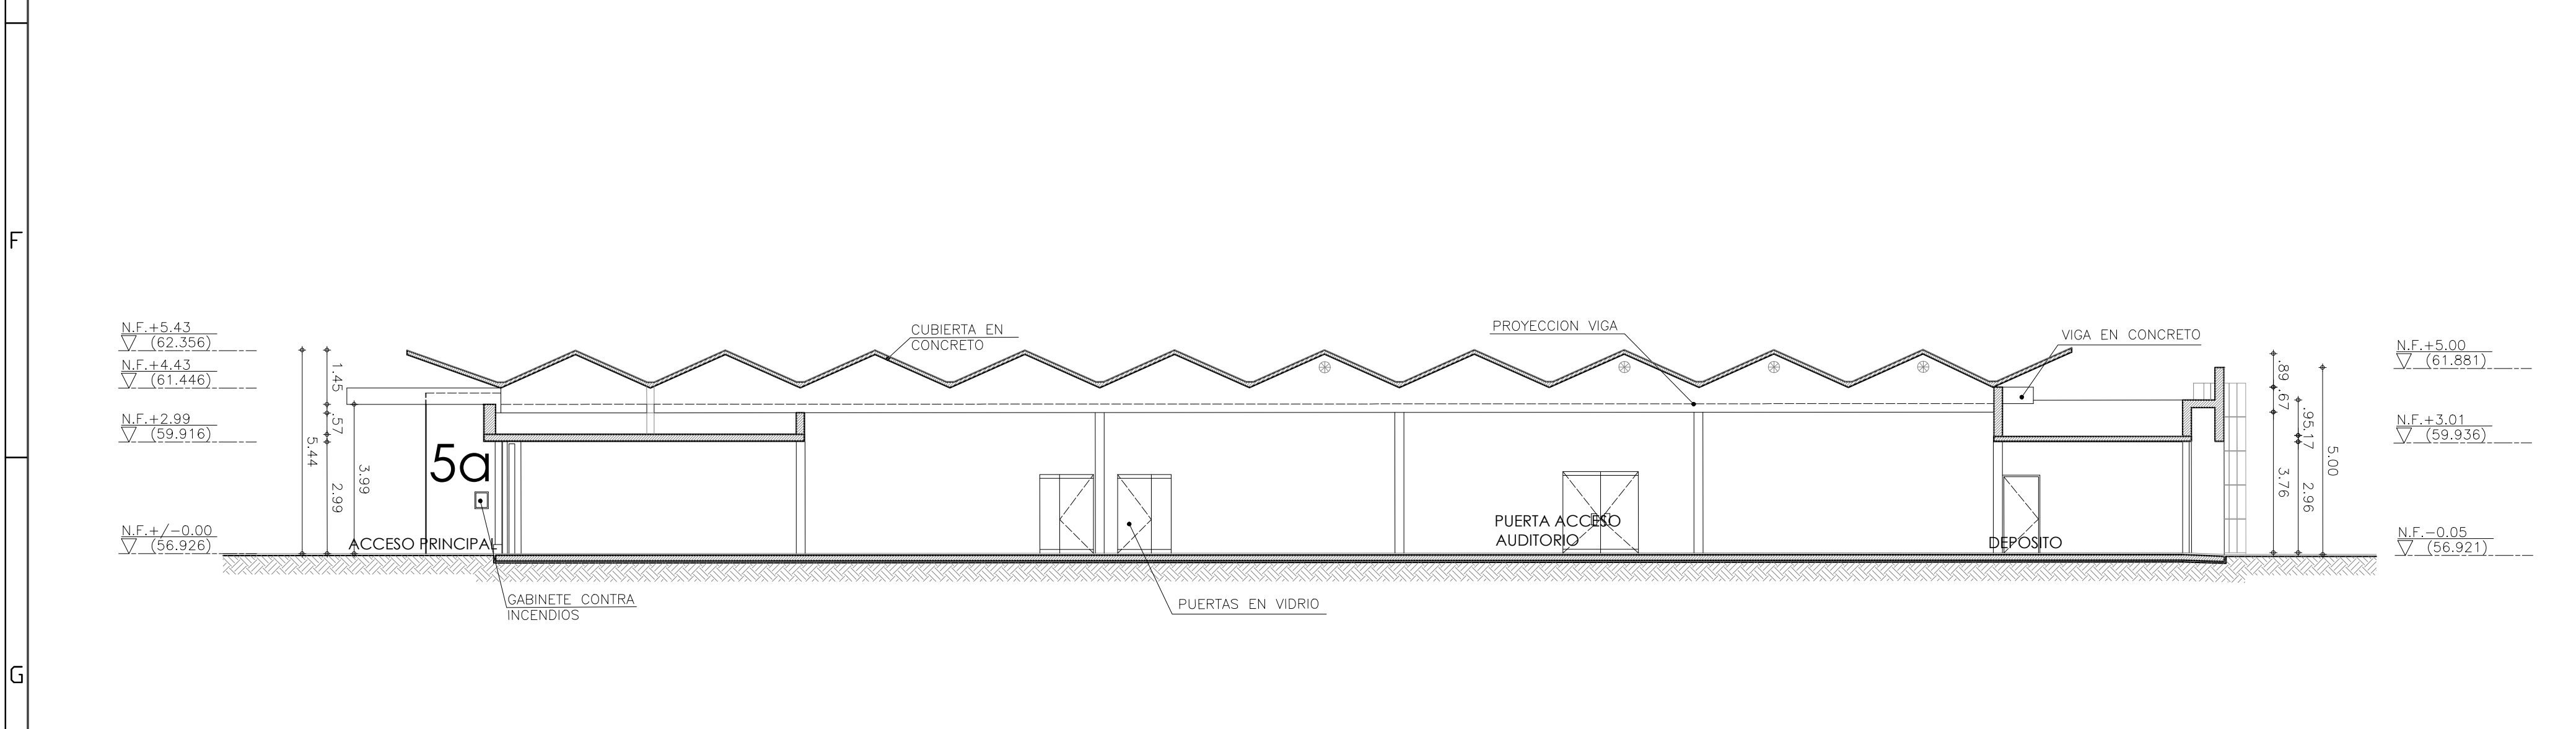 F
G
N.F.+5.43
(62.356)
N.F.+4.43
(61.446)
N.F.+2.99
(59.916)
N.F.+/-0.00
(56.926)
5.44
1.45
.57
2.99
3.99
5a
ACCESO PRINCIPAL
GABINETE CONTRA
INCENDIOS
CUBIERTA EN
CONCRETO
PUERTAS EN VIDRIO
PROYECCION VIGA
PUERTA ACCESO
AUDITORIO
VIGA EN CONCRETO
DEPOSITO
.89
.67
3.76
.95
.17
2.96
5.00
N.F.+5.00
(61.881)
N.F.+3.01
(59.936)
N.F.-0.05
(56.921)